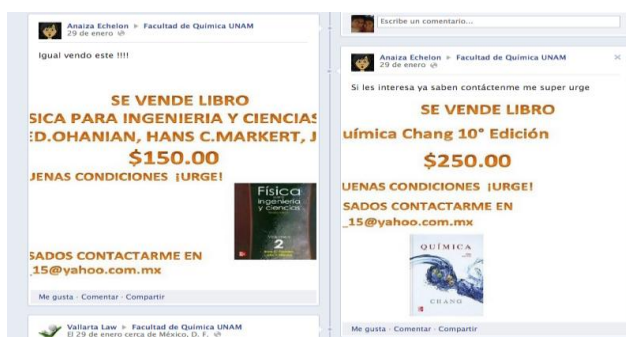 Anaiza Echelon ▸ Facultad de Química UNAM
29 de enero
Igual vendo este !!!!
SE VENDE LIBRO
SICA PARA INGENIERIA Y CIENCIAS
ED.OHANIAN, HANS C.MARKERT, J
$150.00
UENAS CONDICIONES ¡URGE!
Física
para
ingeniería
y ciencias
2
SADOS CONTACTARME EN
_15@yahoo.com.mx
Me gusta · Comentar · Compartir
Vallarta Law ▸ Facultad de Química UNAM
El 29 de enero cerca de México, D. F.
Escribe un comentario...
Anaiza Echelon ▸ Facultad de Química UNAM
29 de enero
Si les interesa ya saben contáctenme me super urge
SE VENDE LIBRO
uímica Chang 10° Edición
$250.00
UENAS CONDICIONES ¡URGE!
SADOS CONTACTARME EN
_15@yahoo.com.mx
QUÍMICA
CHANG
Me gusta · Comentar · Compartir